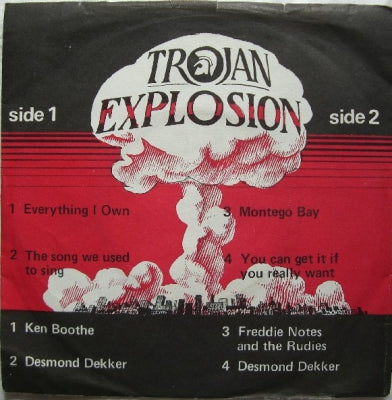 TROJAN
EXPLOSION
side 1
side 2
1 Everything I Own
2 The song we used
to sing
3 Montego Bay
4 You can get it if
you really want
1 Ken Boothe
2 Desmond Dekker
3 Freddie Notes
and the Rudies
4 Desmond Dekker